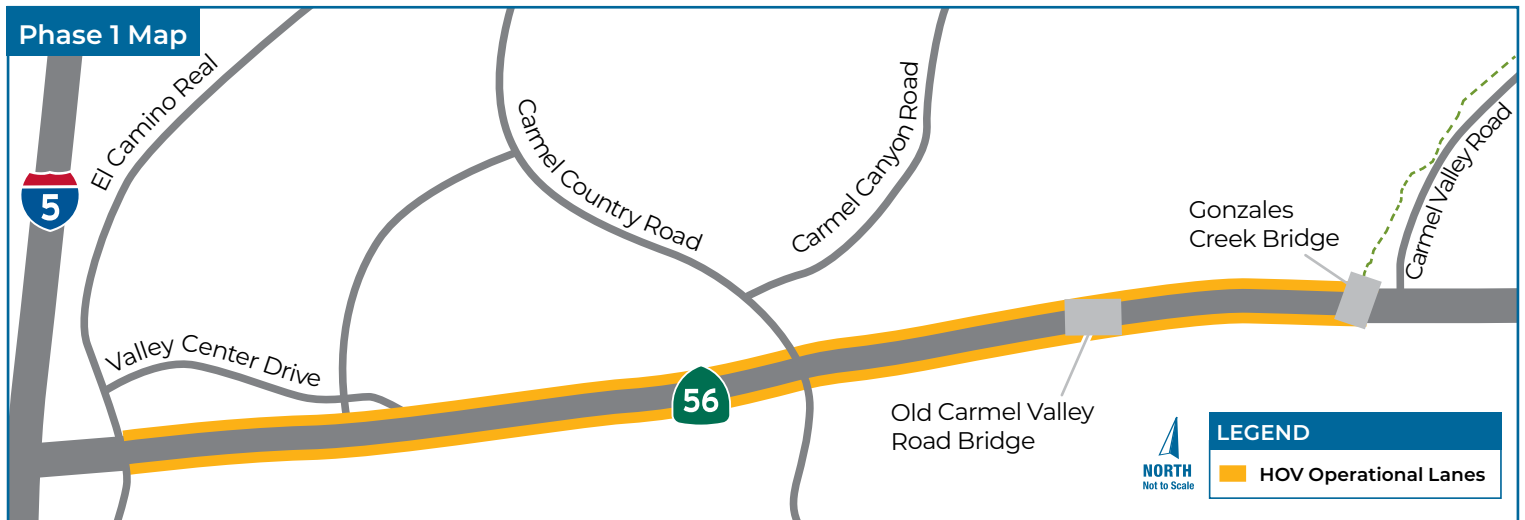 Phase 1 Map
El Camino Real
5
Valley Center Drive
Carmel Country Road
Carmel Canyon Road
56
Gonzales
Creek Bridge
Carmel Valley Road
Old Carmel Valley
Road Bridge
NORTH
Not to Scale
LEGEND
HOV Operational Lanes